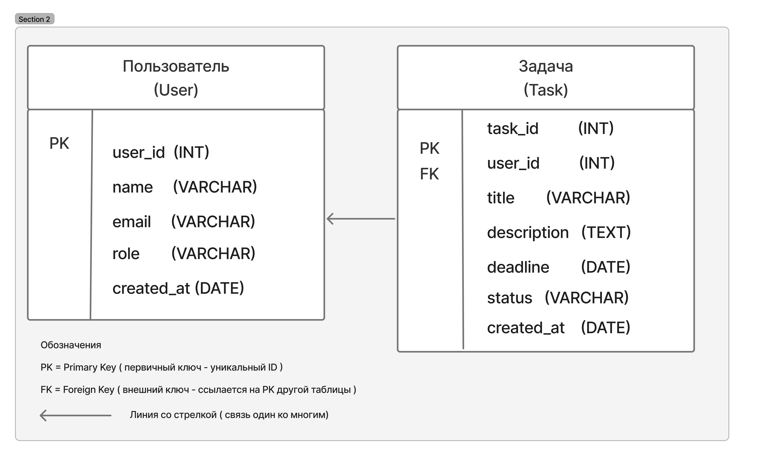 Section 2
Пользователь
(User)
PK
user_id (INT)
name (VARCHAR)
email (VARCHAR)
role (VARCHAR)
created_at (DATE)
Задача
(Task)
PK
FK
task_id (INT)
user_id (INT)
title (VARCHAR)
description (TEXT)
deadline (DATE)
status (VARCHAR)
created_at (DATE)
Обозначения
PK = Primary Key ( первичный ключ - уникальный ID )
FK = Foreign Key ( внешний ключ - ссылается на PK другой таблицы )
Линия со стрелкой ( связь один ко многим)